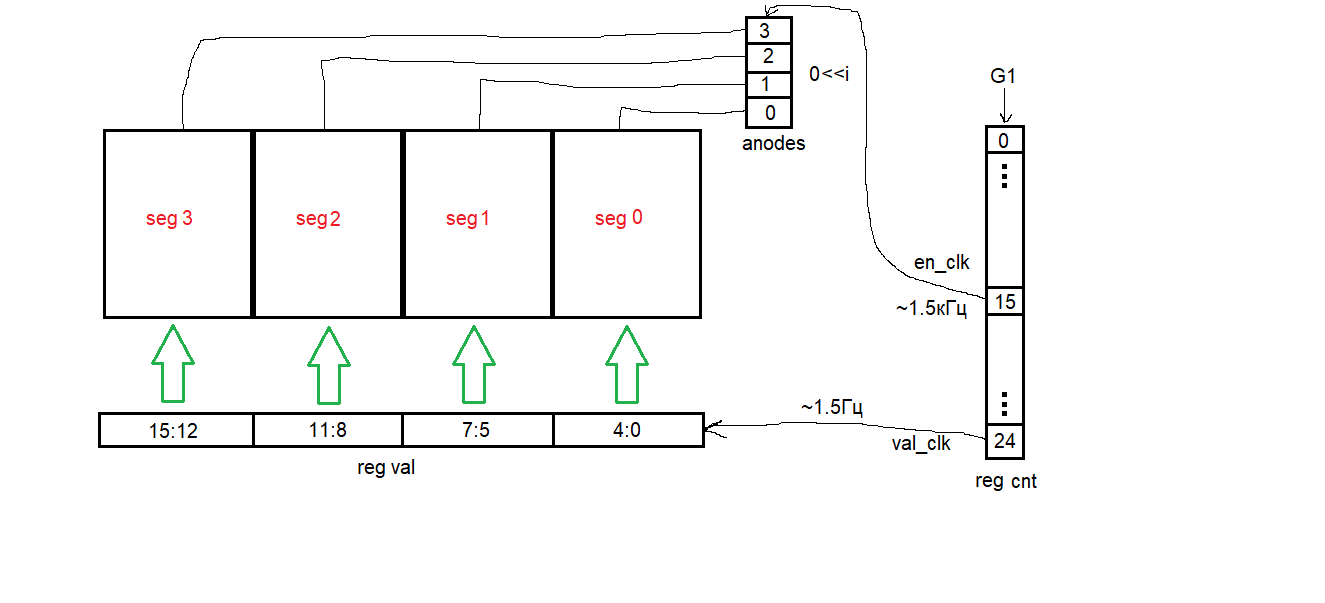 3
2
0<<i
1
0
anodes
G1
0
seg 3
seg 2
seg 1
seg 0
en_clk
~1.5кГц
15
15:12
11:8
7:5
4:0
~1.5Гц
val_clk
24
reg val
reg cnt